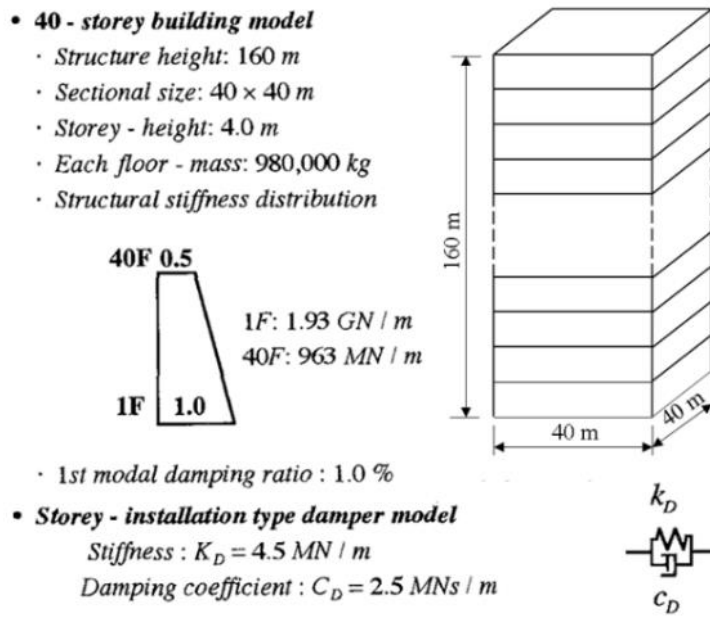 • 40 - storey building model
· Structure height: 160 m
· Sectional size: 40 × 40 m
· Storey - height: 4.0 m
· Each floor - mass: 980,000 kg
· Structural stiffness distribution
40F 0.5
1F: 1.93 GN / m
40F: 963 MN / m
1F 1.0
160 m
40 m
40 m
· 1st modal damping ratio : 1.0 %
• Storey - installation type damper model
Stiffness : K_D = 4.5 MN / m
Damping coefficient : C_D = 2.5 MNs / m
k_D
c_D